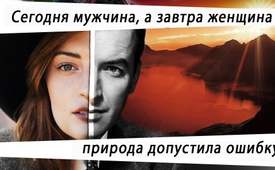 Сегодня мужчина, а завтра женщина
природа допустила ошибку